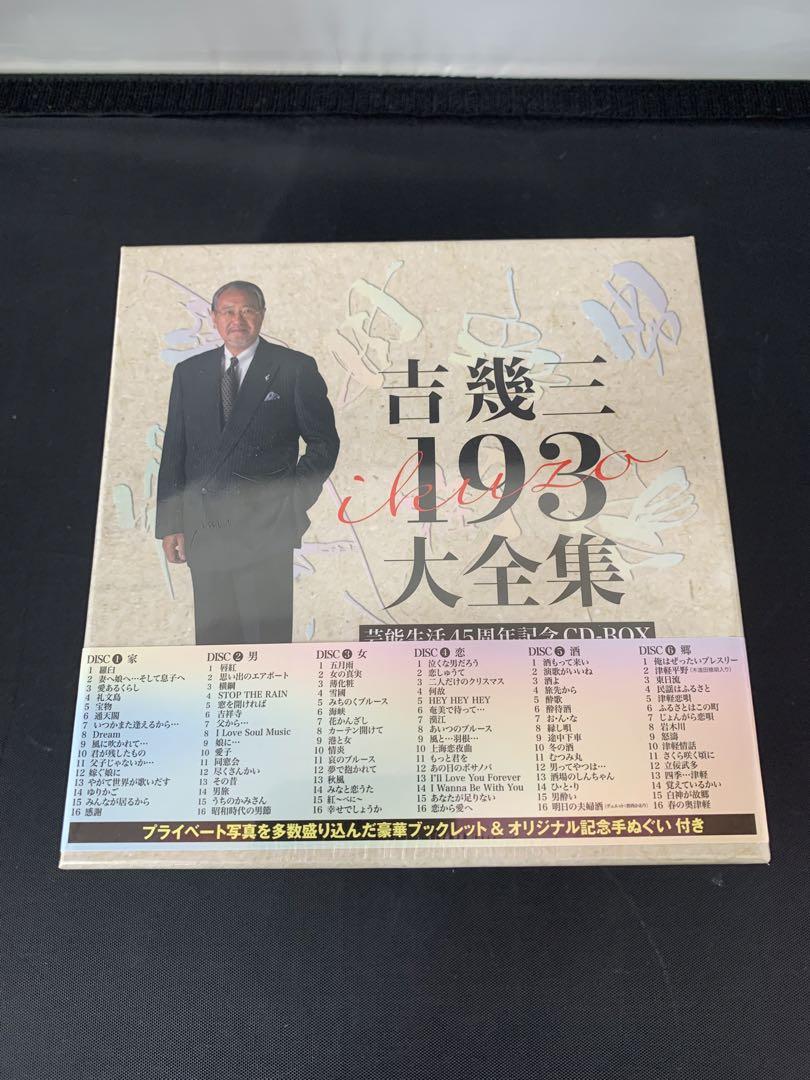 吉幾三
193
ikuzo
大全集
芸能生活45周年記念CD-BOX
DISC 1 家
1 羅臼
2 妻へ娘へ…そして息子へ
3 愛あるくらし
4 礼文島
5 宝物
6 通天閣
7 いつかまた逢えるから…
8 Dream
9 風に吹かれて…
10 君が残したもの
11 父子じゃないか…
12 嫁ぐ娘に
13 やがて世界が歌いだす
14 ゆりかご
15 みんなが居るから
16 感謝
DISC 2 男
1 唇紅
2 思い出のエアポート
3 横綱
4 STOP THE RAIN
5 窓を開ければ
6 吉祥寺
7 父から…
8 I Love Soul Music
9 娘に…
10 愛子
11 同窓会
12 尽くさんかい
13 その昔
14 男旅
15 うちのかみさん
16 昭和時代の男節
DISC 3 女
1 五月雨
2 女の真実
3 薄化粧
4 雪國
5 みちのくブルース
6 海峡
7 花かんざし
8 カーテン開けて
9 港と女
10 情炎
11 哀のブルース
12 夢で抱かれて
13 秋風
14 みなと恋うた
15 紅〜べに〜
16 幸せでしょうか
DISC 4 恋
1 泣くな男だろう
2 恋しゅうて
3 二人だけのクリスマス
4 何故
5 HEY HEY HEY
6 奄美で待って…
7 漢江
8 あいつのブルース
9 風と…羽根…
10 上海恋夜曲
11 もっと君を
12 あの日のボサノバ
13 I'll Love You Forever
14 I Wanna Be With You
15 あなたが足りない
16 恋から愛へ
DISC 5 酒
1 酒もって来い
2 演歌がいいね
3 酒よ
4 旅先から
5 酔歌
6 酔待酒
7 お・ん・な
8 縁し唄
9 途中下車
10 冬の酒
11 むつみ丸
12 男ってやつは…
13 酒場のしんちゃん
14 ひ・と・り
15 男酔い
16 明日の夫婦酒
DISC 6 郷
1 俺はぜったいプレスリー
2 津軽平野
3 東日流
4 民謡はふるさと
5 津軽恋唄
6 ふるさとはこの町
7 じょんから恋唄
8 岩木川
9 怒濤
10 津軽情話
11 さくら咲く頃に
12 立佞武多
13 四季…津軽
14 覚えているかい
15 白神が故郷
16 春の奥津軽
プライベート写真を多数盛り込んだ豪華ブックレット＆オリジナル記念手ぬぐい 付き